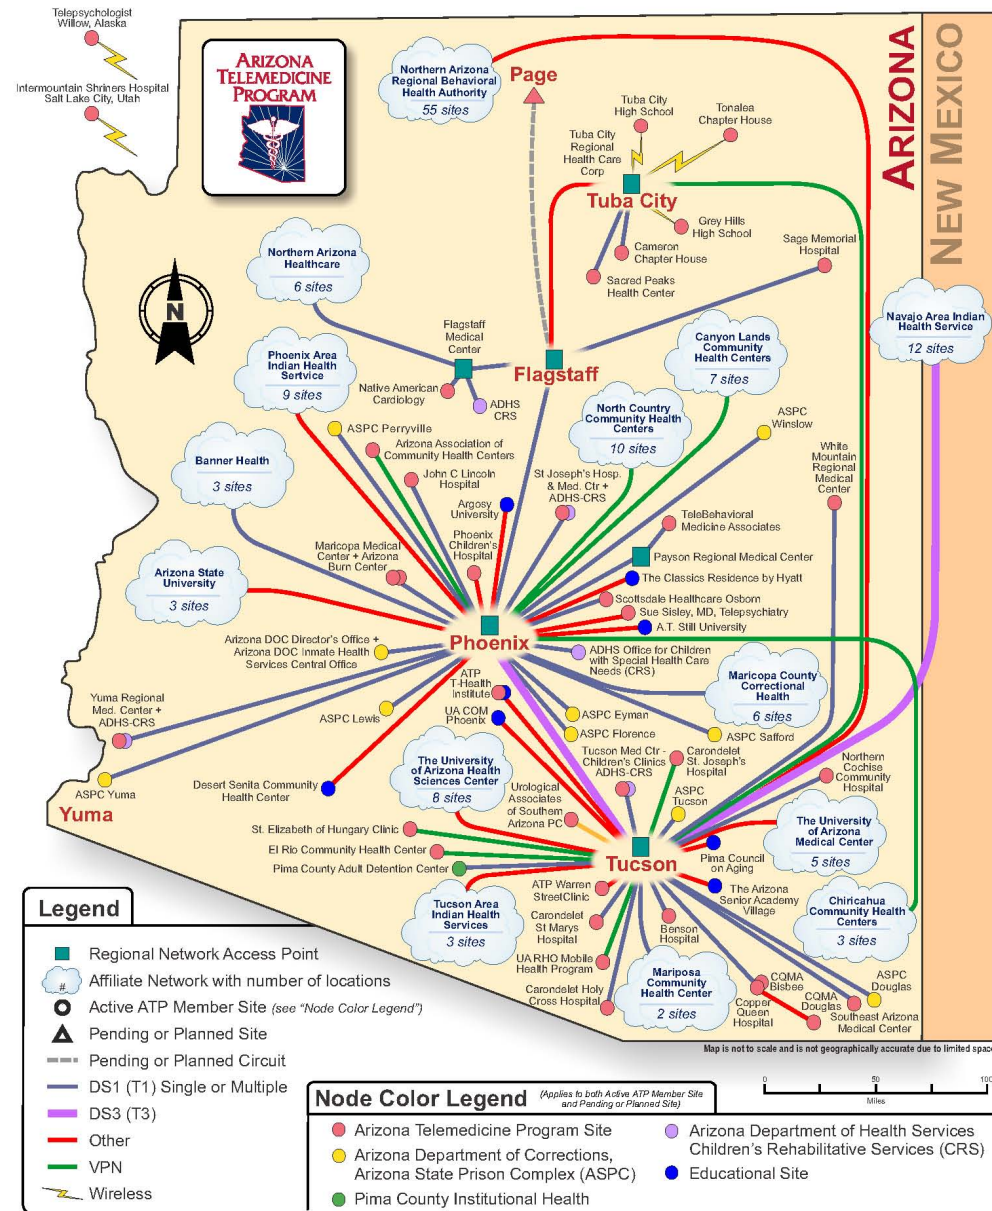 Telepsychologist
Willow, Alaska
Intermountain Shriners Hospital
Salt Lake City, Utah
ARIZONA
TELEMEDICINE
PROGRAM
Northern Arizona
Regional Behavioral
Health Authority
55 sites
Page
Tuba City
High School
Tonalea
Chapter House
Tuba City
Regional
Health Care
Corp
Tuba City
ARIZONA
NEW MEXICO
Grey Hills
High School
Cameron
Chapter House
Sacred Peaks
Health Center
Sage Memorial
Hospital
Northern Arizona
Healthcare
6 sites
N
Flagstaff
Medical
Center
Flagstaff
Native American
Cardiology
ADHS
CRS
Canyon Lands
Community
Health Centers
7 sites
Navajo Area Indian
Health Service
12 sites
Phoenix Area
Indian Health
Sertvice
9 sites
North Country
Community Health
Centers
10 sites
ASPC
Winslow
ASPC Perryville
Arizona Association of
Community Health Centers
John C Lincoln
Hospital
Banner Health
3 sites
Argosy
University
St Joseph's Hosp.
& Med. Ctr +
ADHS-CRS
White
Mountain
Regional
Medical
Center
Phoenix
Children's
Hospital
TeleBehavioral
Medicine Associates
Maricopa Medical
Center + Arizona
Burn Center
Payson Regional Medical Center
The Classics Residence by Hyatt
Arizona State
University
3 sites
Scottsdale Healthcare Osborn
Sue Sisley, MD, Telepsychiatry
A.T. Still University
Phoenix
Arizona DOC Director's Office +
Arizona DOC Inmate Health
Services Central Office
ADHS Office for Children
with Special Health Care
Needs (CRS)
Maricopa County
Correctional
Health
6 sites
ATP
T-Health
Institute
UA COM
Phoenix
Yuma Regional
Med. Center +
ADHS-CRS
ASPC Lewis
ASPC Eyman
ASPC Florence
ASPC Safford
ASPC Yuma
Yuma
Desert Senita Community
Health Center
The University
of Arizona Health
Sciences Center
8 sites
Tucson Med Ctr -
Children's Clinics
ADHS-CRS
Carondelet
St. Joseph's
Hospital
Northern
Cochise
Community
Hospital
Urological
Associates
of Southern
Arizona PC
ASPC
Tucson
The University
of Arizona
Medical Center
5 sites
St. Elizabeth of Hungary Clinic
El Rio Community Health Center
Pima County Adult Detention Center
Tucson
Pima Council
on Aging
The Arizona
Senior Academy
Village
ATP Warren
StreetClinic
Tucson Area
Indian Health
Services
3 sites
Carondelet
St Marys
Hospital
Benson
Hospital
Chiricahua
Community Health
Centers
3 sites
UA RHO Mobile
Health Program
Mariposa
Community
Health Center
2 sites
Carondelet Holy
Cross Hospital
CQMA
Bisbee
Copper
Queen
Hospital
CQMA
Douglas
ASPC
Douglas
Southeast Arizona
Medical Center
Map is not to scale and is not geographically accurate due to limited space
0 50 100
Miles
Legend
Regional Network Access Point
# Affiliate Network with number of locations
Active ATP Member Site (see "Node Color Legend")
Pending or Planned Site
Pending or Planned Circuit
DS1 (T1) Single or Multiple
DS3 (T3)
Other
VPN
Wireless
Node Color Legend (Applies to both Active ATP Member Site
and Pending or Planned Site)
Arizona Telemedicine Program Site
Arizona Department of Corrections,
Arizona State Prison Complex (ASPC)
Pima County Institutional Health
Arizona Department of Health Services
Children's Rehabilitative Services (CRS)
Educational Site